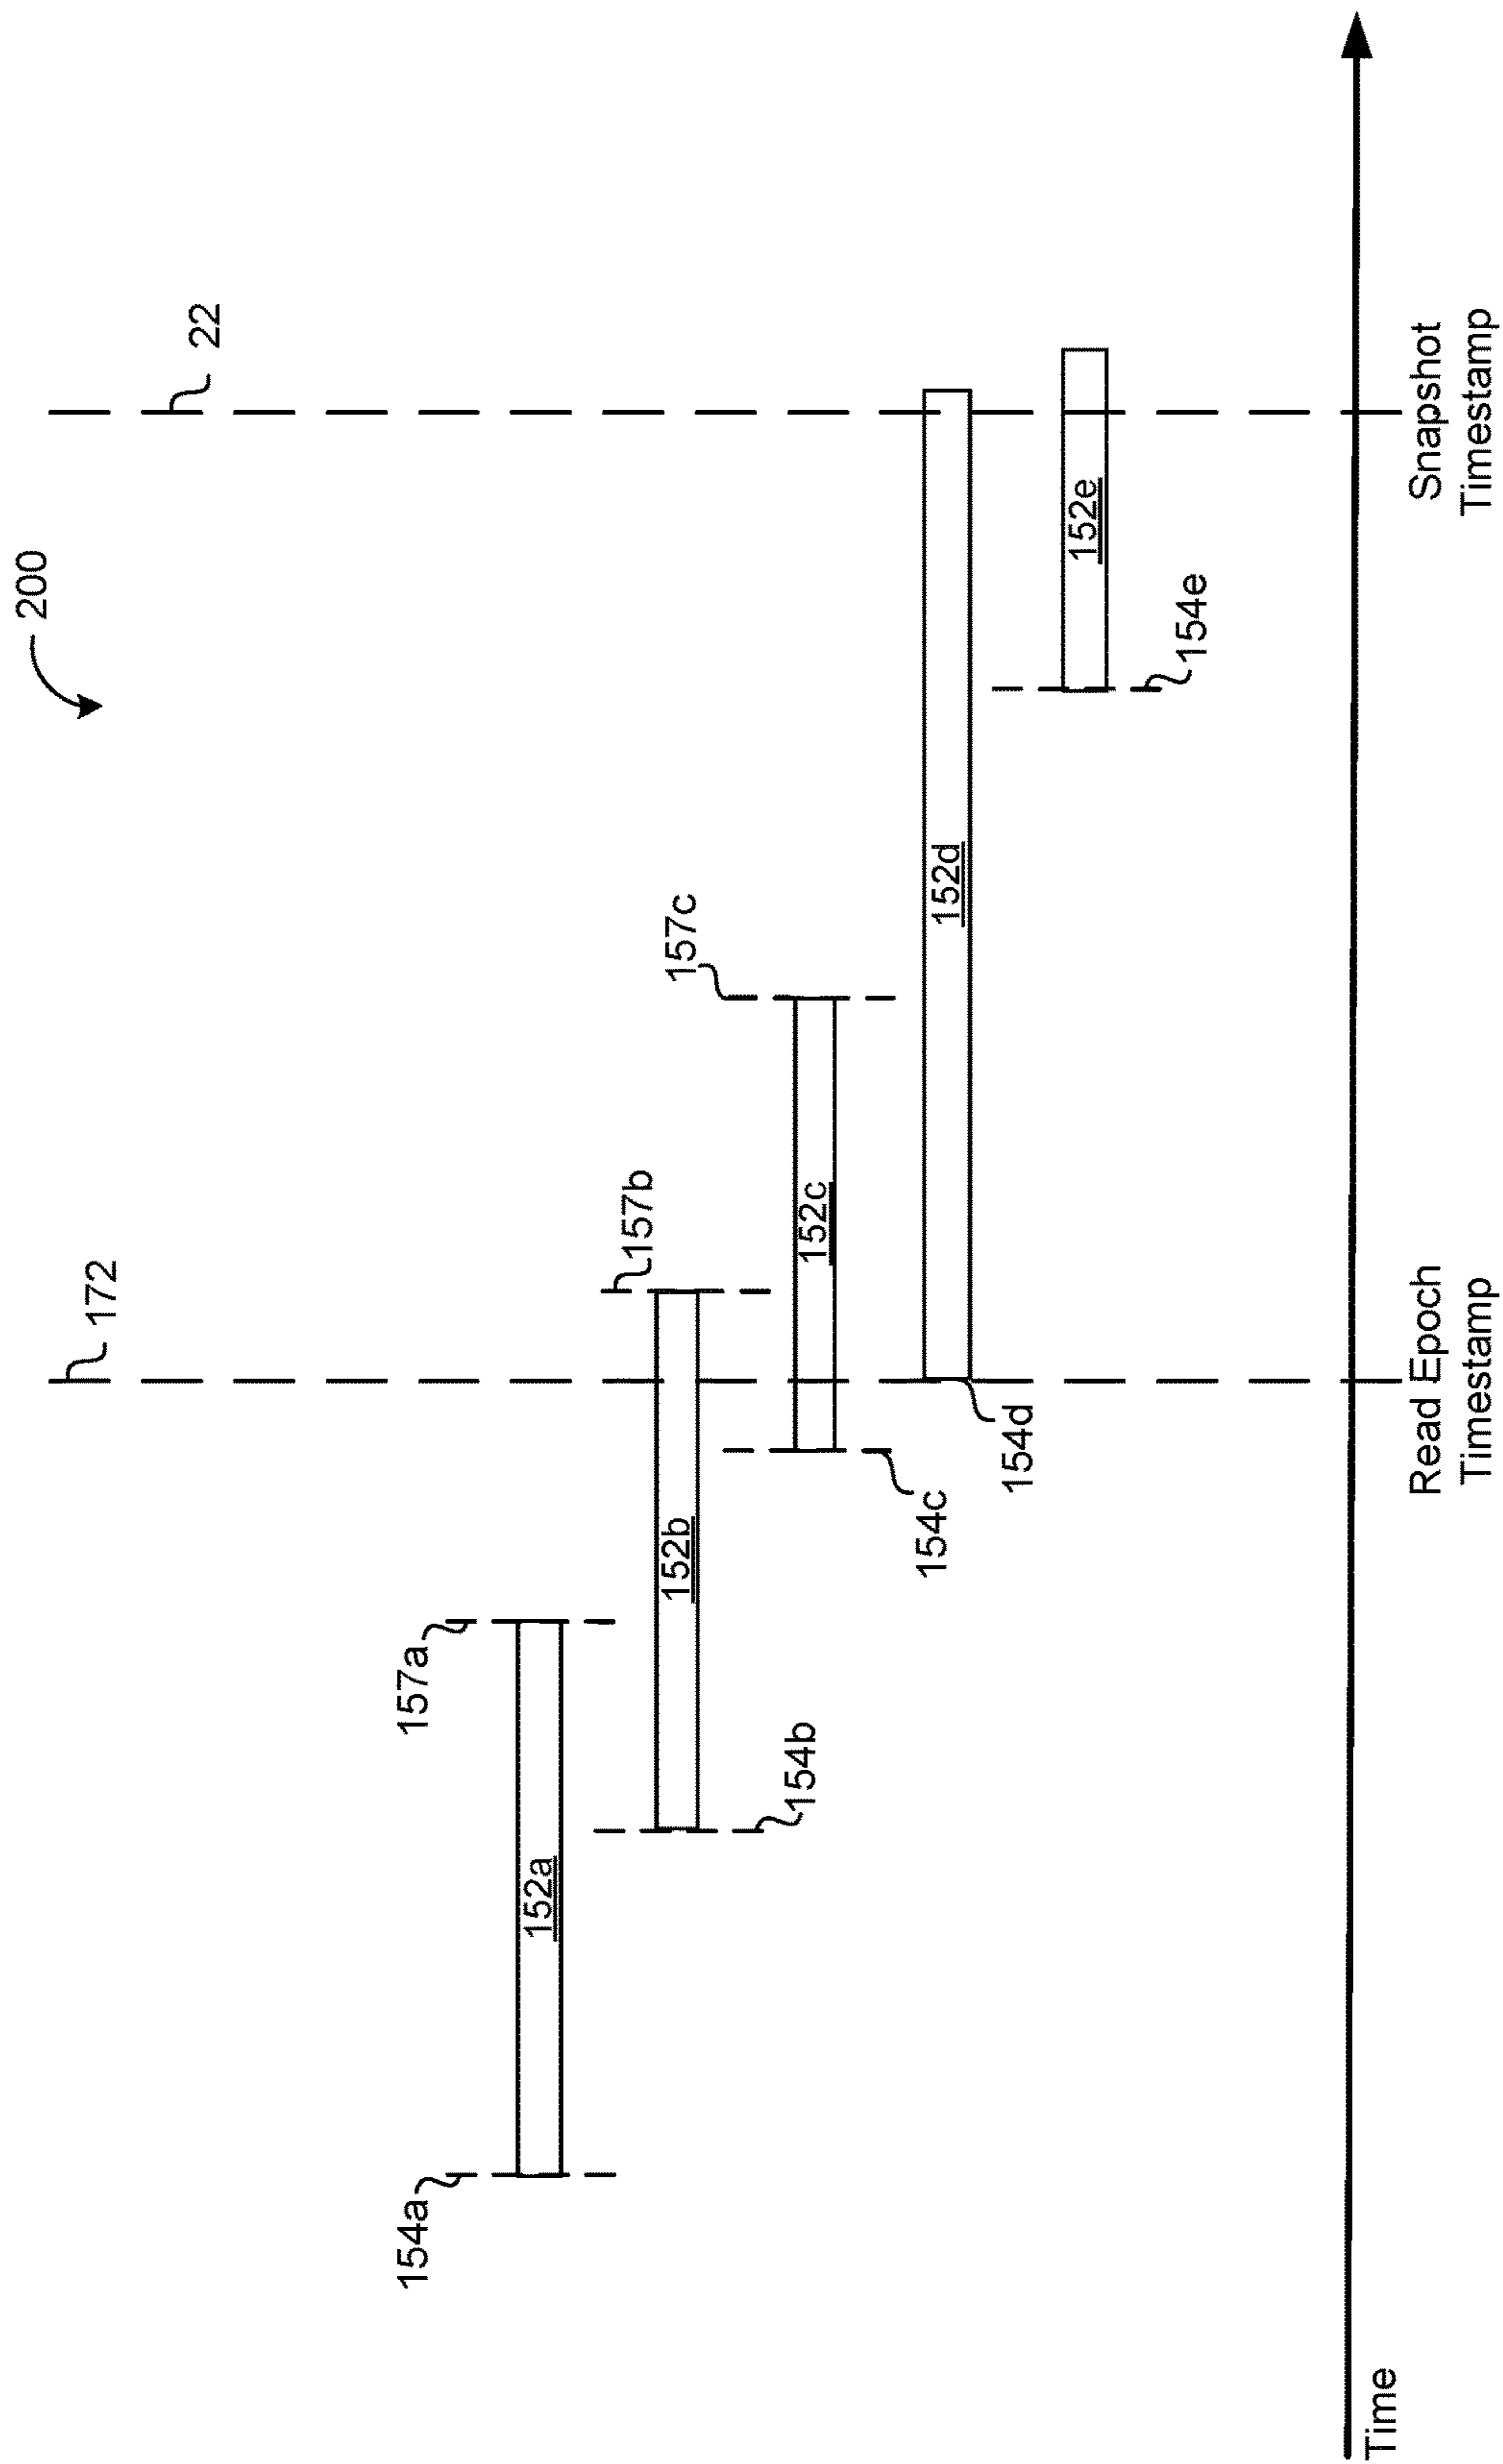 200
172
22
154a
157a
152a
157b
152b
154b
157c
152c
154c
152d
154d
152e
154e
Time
Read Epoch
Timestamp
Snapshot
Timestamp